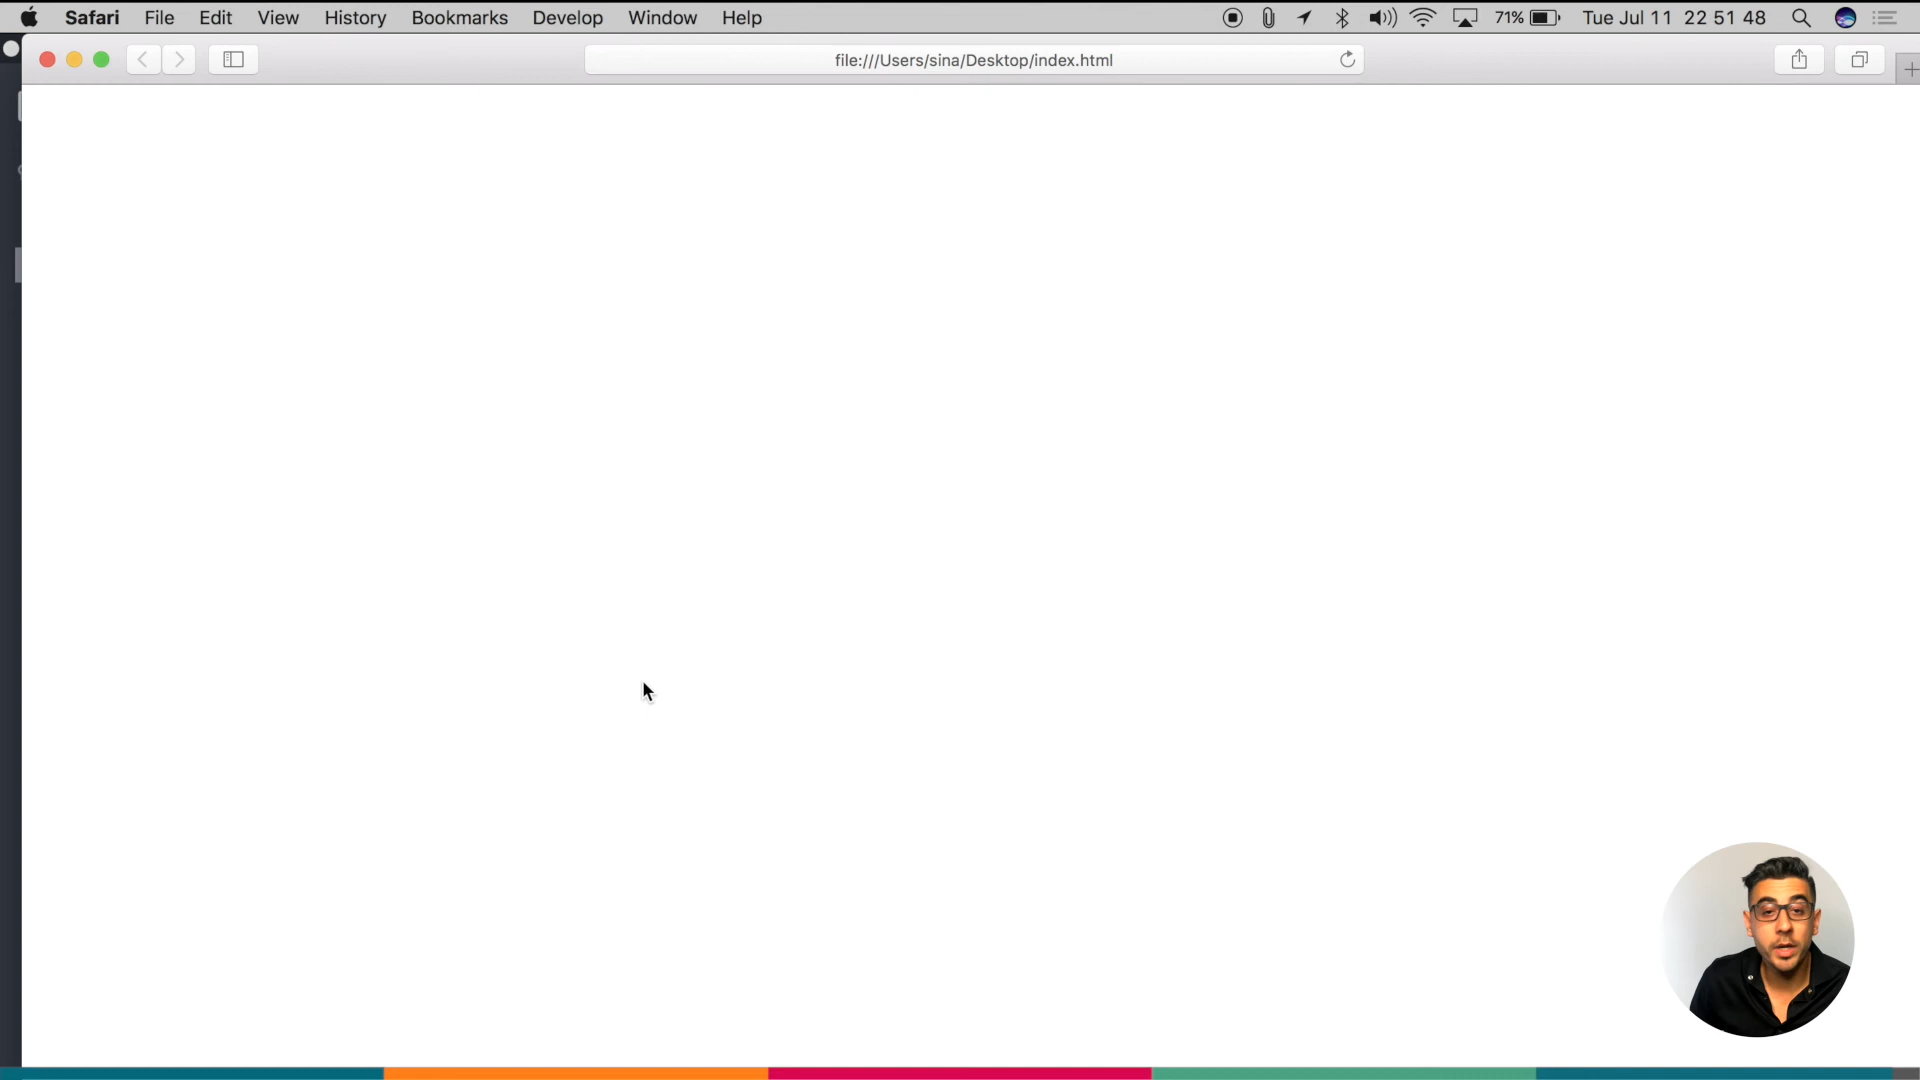 Safari File Edit View History Bookmarks Develop Window Help 71% Tue Jul 11 22 51 48
file:///Users/sina/Desktop/index.html